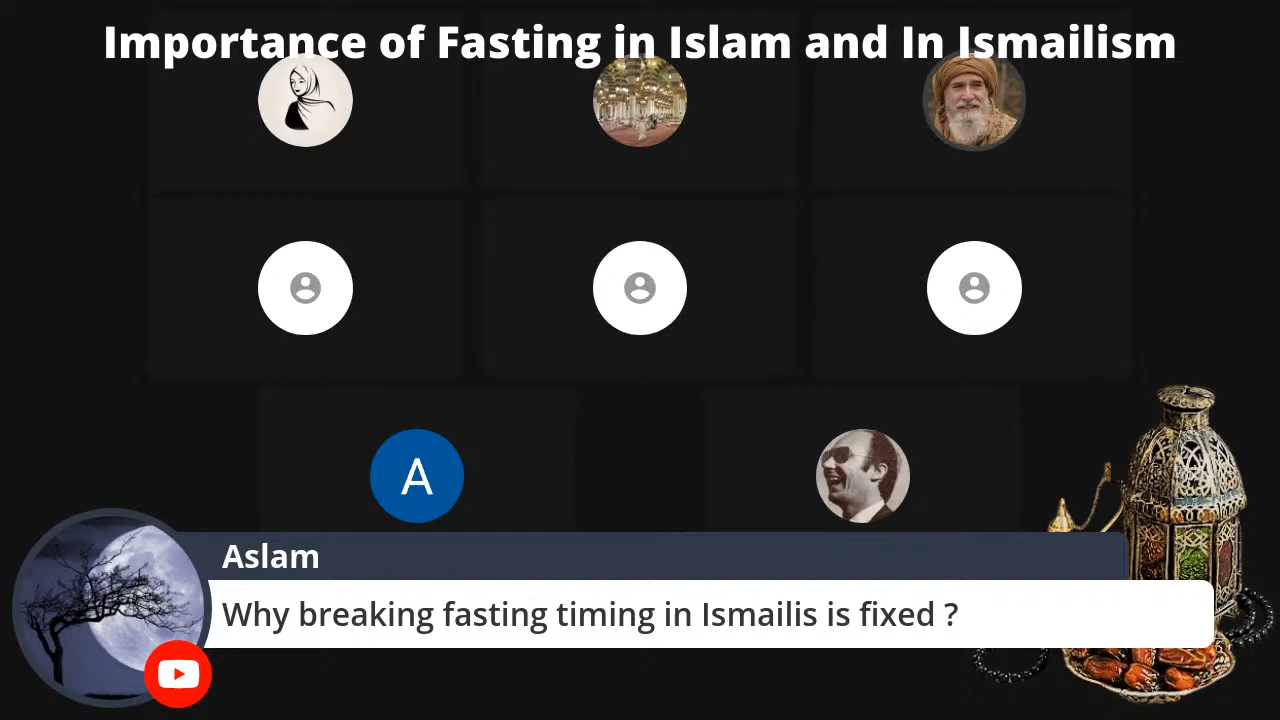 Importance of Fasting in Islam and In Ismailism
A
Aslam
Why breaking fasting timing in Ismailis is fixed ?